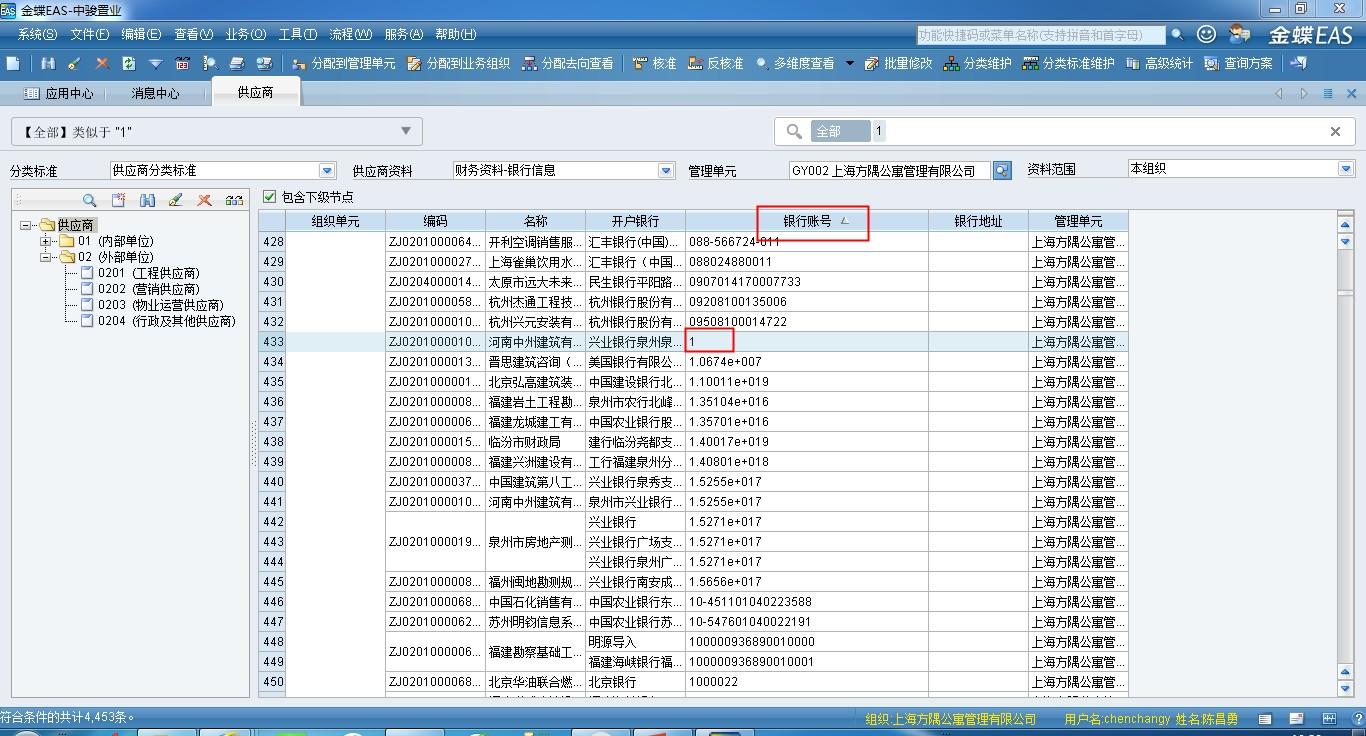 金蝶EAS-中骏置业
系统(S) 文件(F) 编辑(E) 查看(V) 业务(O) 工具(T) 流程(W) 服务(A) 帮助(H)
功能快捷码或菜单名称(支持拼音和首字母)
金蝶EAS
分配到管理单元 分配到业务组织 分配去向查看 核准 反核准 多维度查看 批量修改 分类维护 分类标准维护 高级统计 查询方案
应用中心 消息中心 供应商
【全部】类似于 "1"
全部 1
分类标准 供应商分类标准 供应商资料 财务资料-银行信息 管理单元 GY002 上海方隅公寓管理有限公司 资料范围 本组织
包含下级节点
供应商
01 (内部单位)
02 (外部单位)
0201 (工程供应商)
0202 (营销供应商)
0203 (物业运营供应商)
0204 (行政及其他供应商)
组织单元 编码 名称 开户银行 银行账号 银行地址 管理单元
428 ZJ0201000064... 开利空调销售服... 汇丰银行(中国)... 088-566724-011 上海方隅公寓管...
429 ZJ0201000027... 上海雀巢饮用水... 汇丰银行（中国... 088024880011 上海方隅公寓管...
430 ZJ0204000014... 太原市远大未来... 民生银行平阳路... 0907014170007733 上海方隅公寓管...
431 ZJ0201000058... 杭州杰通工程技... 杭州银行股份有... 09208100135006 上海方隅公寓管...
432 ZJ0201000010... 杭州兴元安装有... 杭州银行股份有... 09508100014722 上海方隅公寓管...
433 ZJ0201000010... 河南中州建筑有... 兴业银行泉州泉... 1 上海方隅公寓管...
434 ZJ0201000013... 晋思建筑咨询（... 美国银行有限公... 1.0674e+007 上海方隅公寓管...
435 ZJ0201000001... 北京弘高建筑装... 中国建设银行北... 1.10011e+019 上海方隅公寓管...
436 ZJ0201000008... 福建岩土工程勘... 泉州市农行北峰... 1.35104e+016 上海方隅公寓管...
437 ZJ0201000006... 福建龙城建工有... 中国农业银行股... 1.35701e+016 上海方隅公寓管...
438 ZJ0201000015... 临汾市财政局 建行临汾尧都支... 1.40017e+019 上海方隅公寓管...
439 ZJ0201000008... 福建兴洲建设有... 工行福建泉州分... 1.40801e+018 上海方隅公寓管...
440 ZJ0201000037... 中国建筑第八工... 兴业银行泉秀支... 1.5255e+017 上海方隅公寓管...
441 ZJ0201000010... 河南中州建筑有... 泉州市兴业银行... 1.5255e+017 上海方隅公寓管...
442 兴业银行 1.5271e+017 上海方隅公寓管...
443 ZJ0201000019... 泉州市房地产测... 兴业银行广场支... 1.5271e+017 上海方隅公寓管...
444 兴业银行泉州广... 1.5271e+017 上海方隅公寓管...
445 ZJ0201000008... 福州闽地勘测规... 兴业银行南安成... 1.5656e+017 上海方隅公寓管...
446 ZJ0201000068... 中国石化销售有... 中国农业银行东... 10-451101040223588 上海方隅公寓管...
447 ZJ0201000062... 苏州明钧信息系... 中国农业银行苏... 10-547601040022191 上海方隅公寓管...
448 明源导入 100000936890010000 上海方隅公寓管...
ZJ0201000006... 福建勘察基础工...
449 福建海峡银行福... 100000936890010001 上海方隅公寓管...
450 ZJ0201000068... 北京华油联合燃... 北京银行 1000022 上海方隅公寓管...
符合条件的共计4,453条。 组织:上海方隅公寓管理有限公司 用户名:chenchangy 姓名:陈昌勇